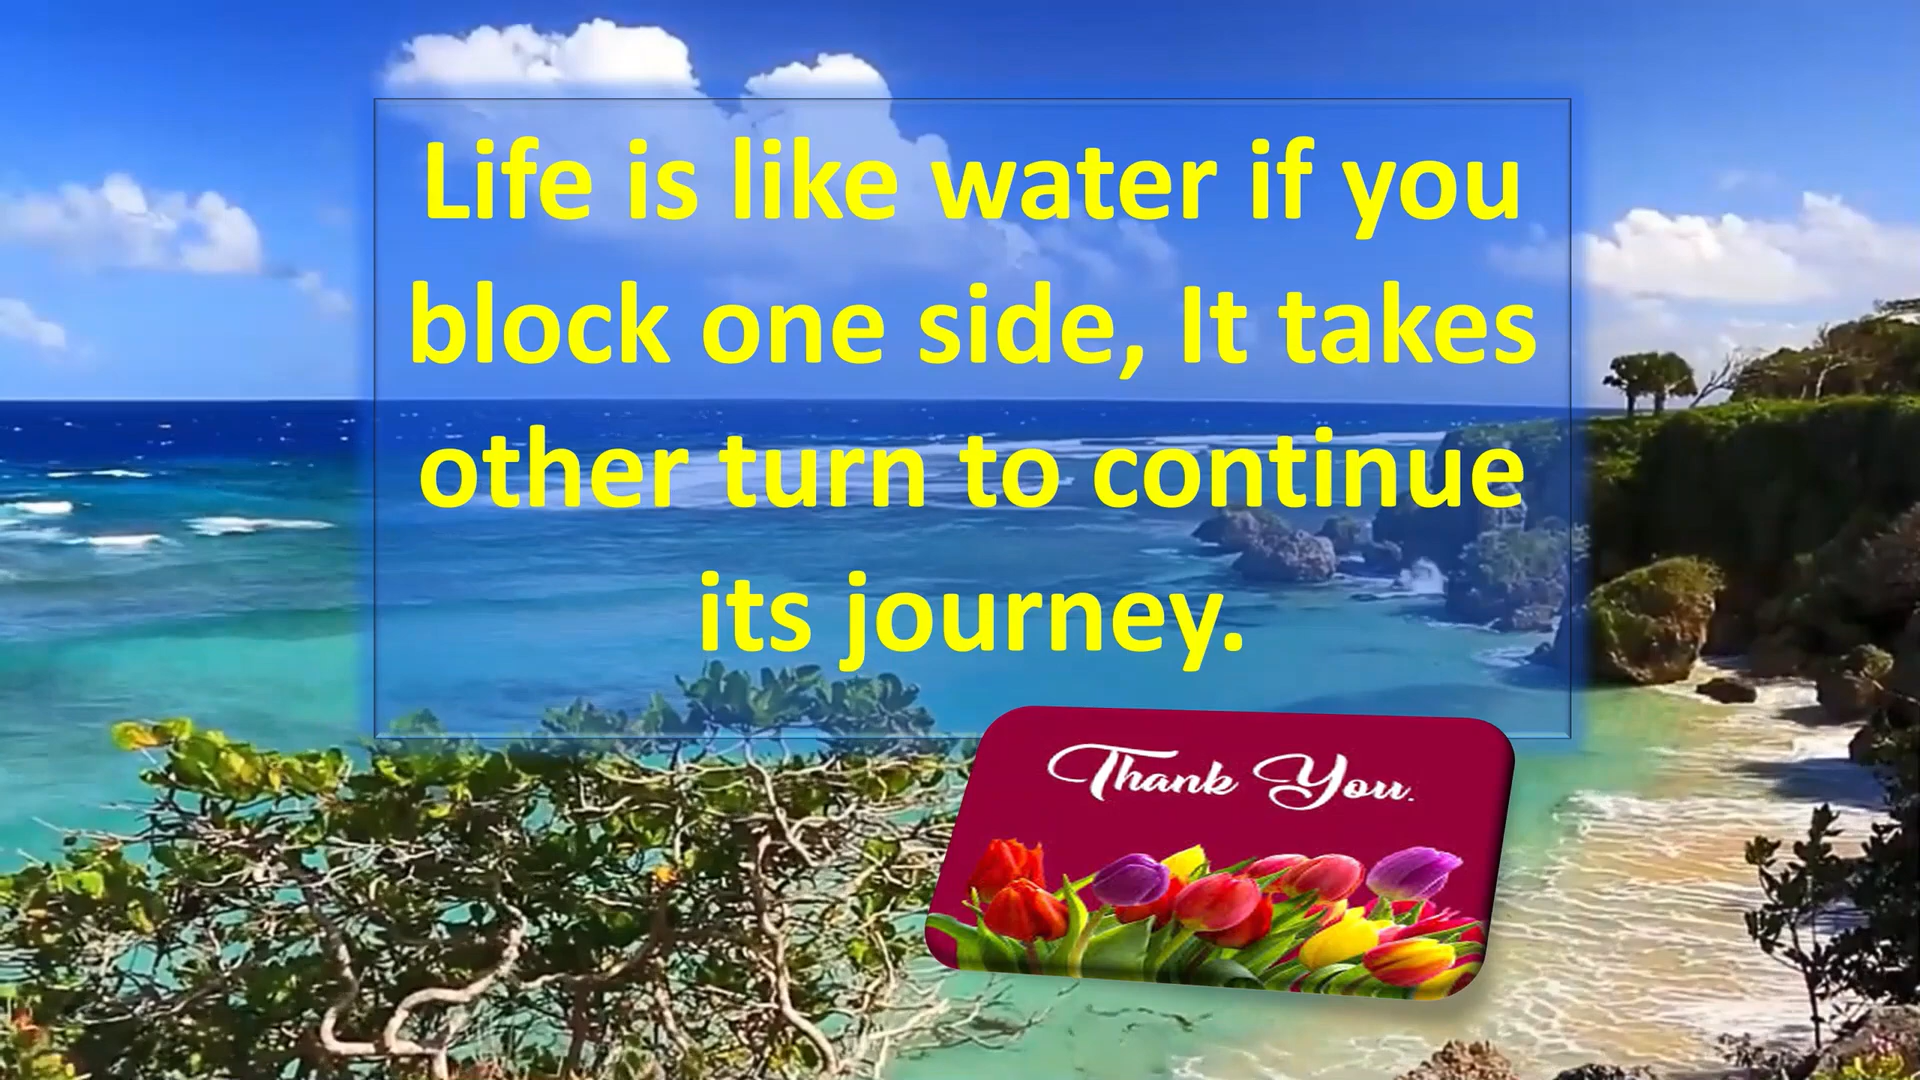 Life is like water if you
block one side, It takes
other turn to continue
its journey.
Thank You.